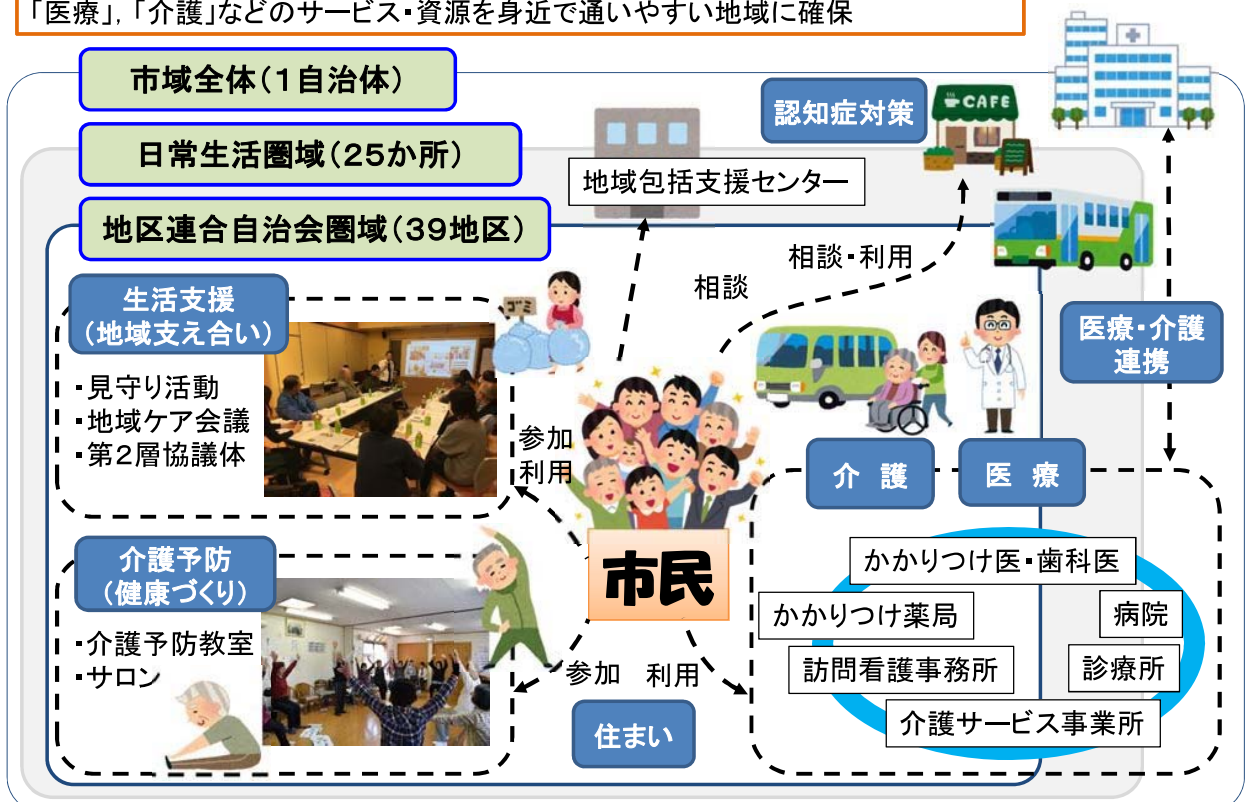 「医療」，「介護」などのサービス・資源を身近で通いやすい地域に確保
市域全体（１自治体）
日常生活圏域（２５か所）
地区連合自治会圏域（３９地区）
認知症対策
CAFE
地域包括支援センター
相談・利用
相談
生活支援
（地域支え合い）
・見守り活動
・地域ケア会議
・第２層協議体
ゴミ
参加
利用
医療・介護
連携
介　護
医　療
市民
介護予防
（健康づくり）
・介護予防教室
・サロン
参加
利用
住まい
かかりつけ医・歯科医
かかりつけ薬局
病院
訪問看護事務所
診療所
介護サービス事業所